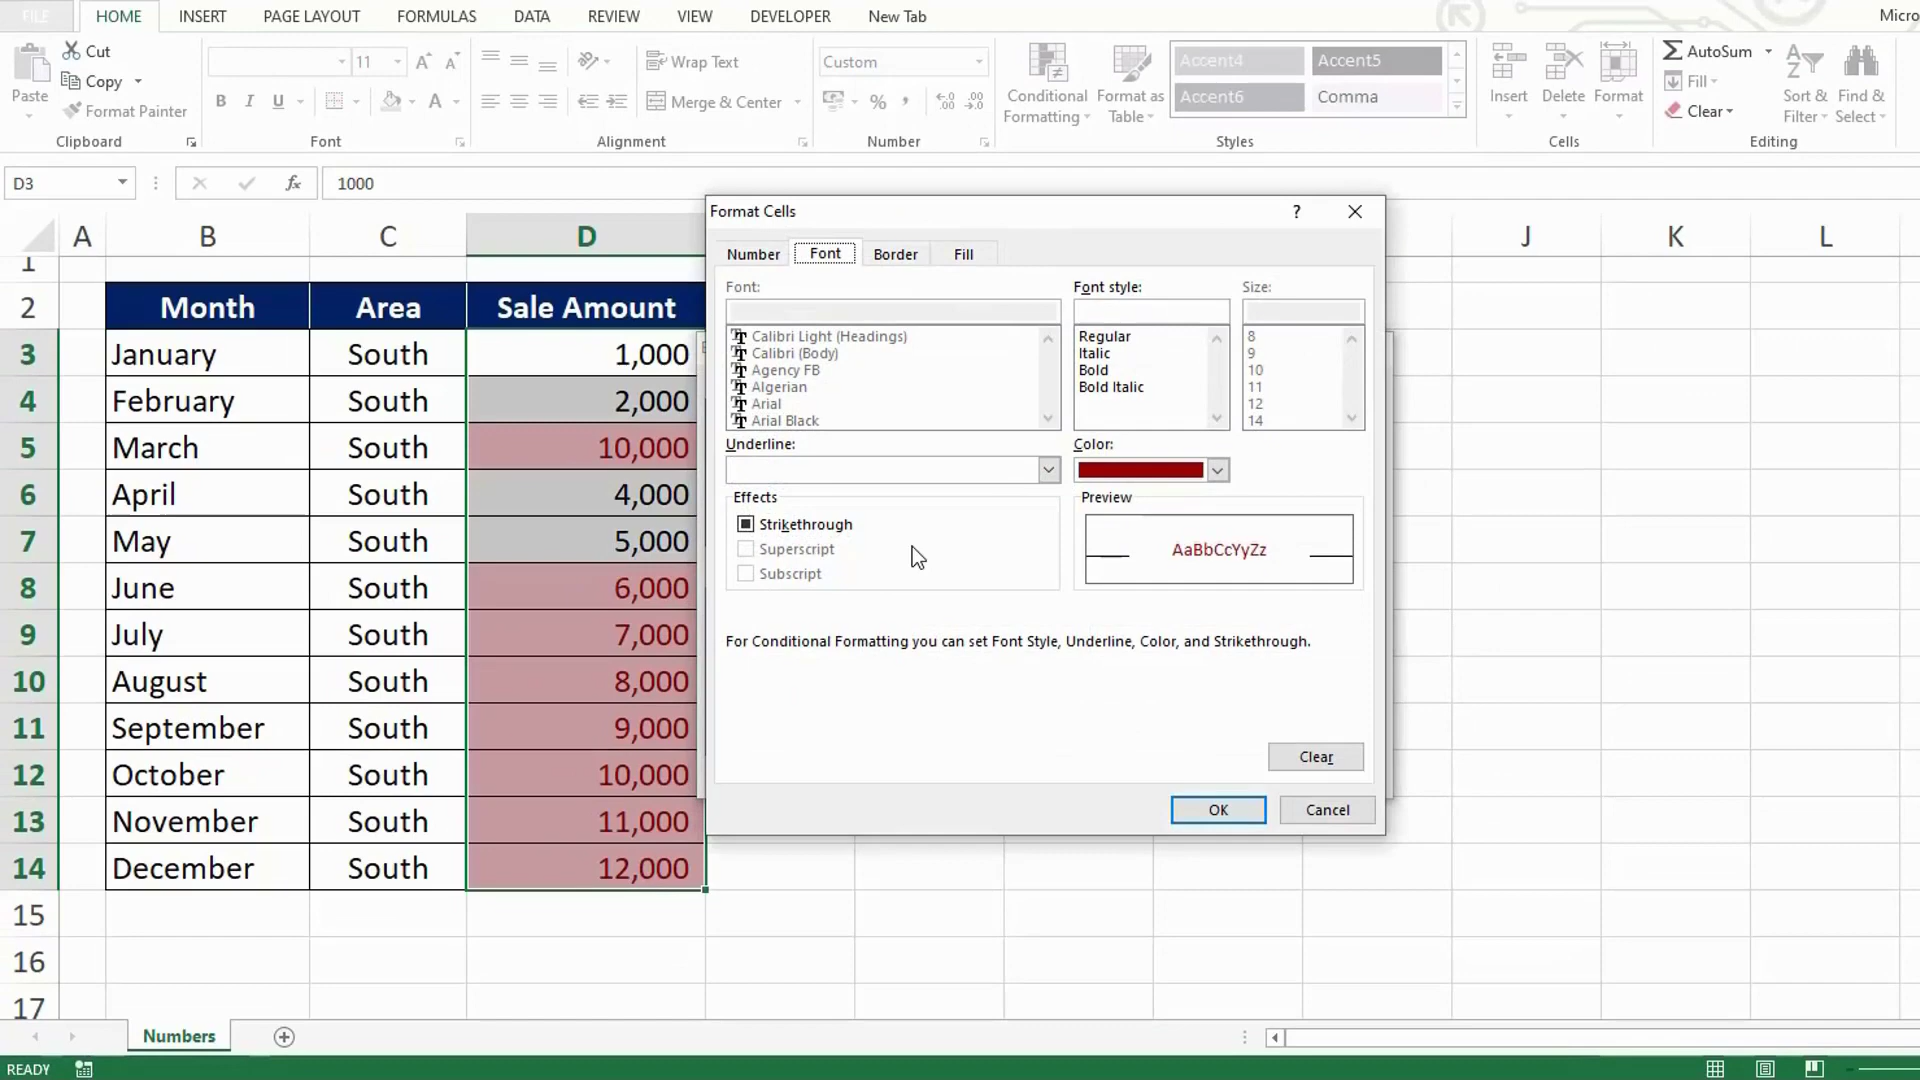 FILE HOME INSERT PAGE LAYOUT FORMULAS DATA REVIEW VIEW DEVELOPER New Tab Micro
Cut 11 Wrap Text Custom Accent4 Accent5 AutoSum
Copy Fill
Paste Format Painter B I U A Merge & Center % , Conditional Formatting Format as Table Accent6 Comma Insert Delete Format Clear Sort & Filter Find & Select
Clipboard Font Alignment Number Styles Cells Editing
D3 fx 1000
Format Cells ?
A B C D J K L
Number Font Border Fill
1
Font: Font style: Size:
2 Month Area Sale Amount
Calibri Light (Headings) Regular 8
3 January South 1,000
Calibri (Body) Italic 9
Agency FB Bold 10
Algerian Bold Italic 11
4 February South 2,000
Arial 12
Arial Black 14
5 March South 10,000
Underline: Color:
6 April South 4,000
Effects Preview
Strikethrough
7 May South 5,000
Superscript AaBbCcYyZz
Subscript
8 June South 6,000
9 July South 7,000
For Conditional Formatting you can set Font Style, Underline, Color, and Strikethrough.
10 August South 8,000
11 September South 9,000
Clear
12 October South 10,000
OK Cancel
13 November South 11,000
14 December South 12,000
15
16
17
Numbers
READY